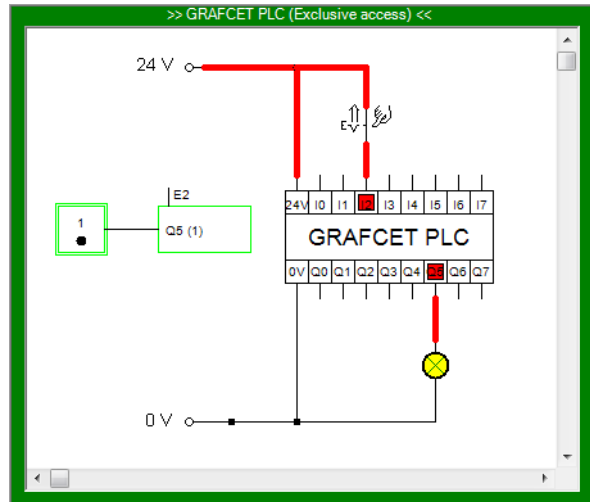 >> GRAFCET PLC (Exclusive access) <<
24 V
E
E2
1
Q5 (1)
24V I0 I1 I2 I3 I4 I5 I6 I7
GRAFCET PLC
0V Q0 Q1 Q2 Q3 Q4 Q5 Q6 Q7
0 V